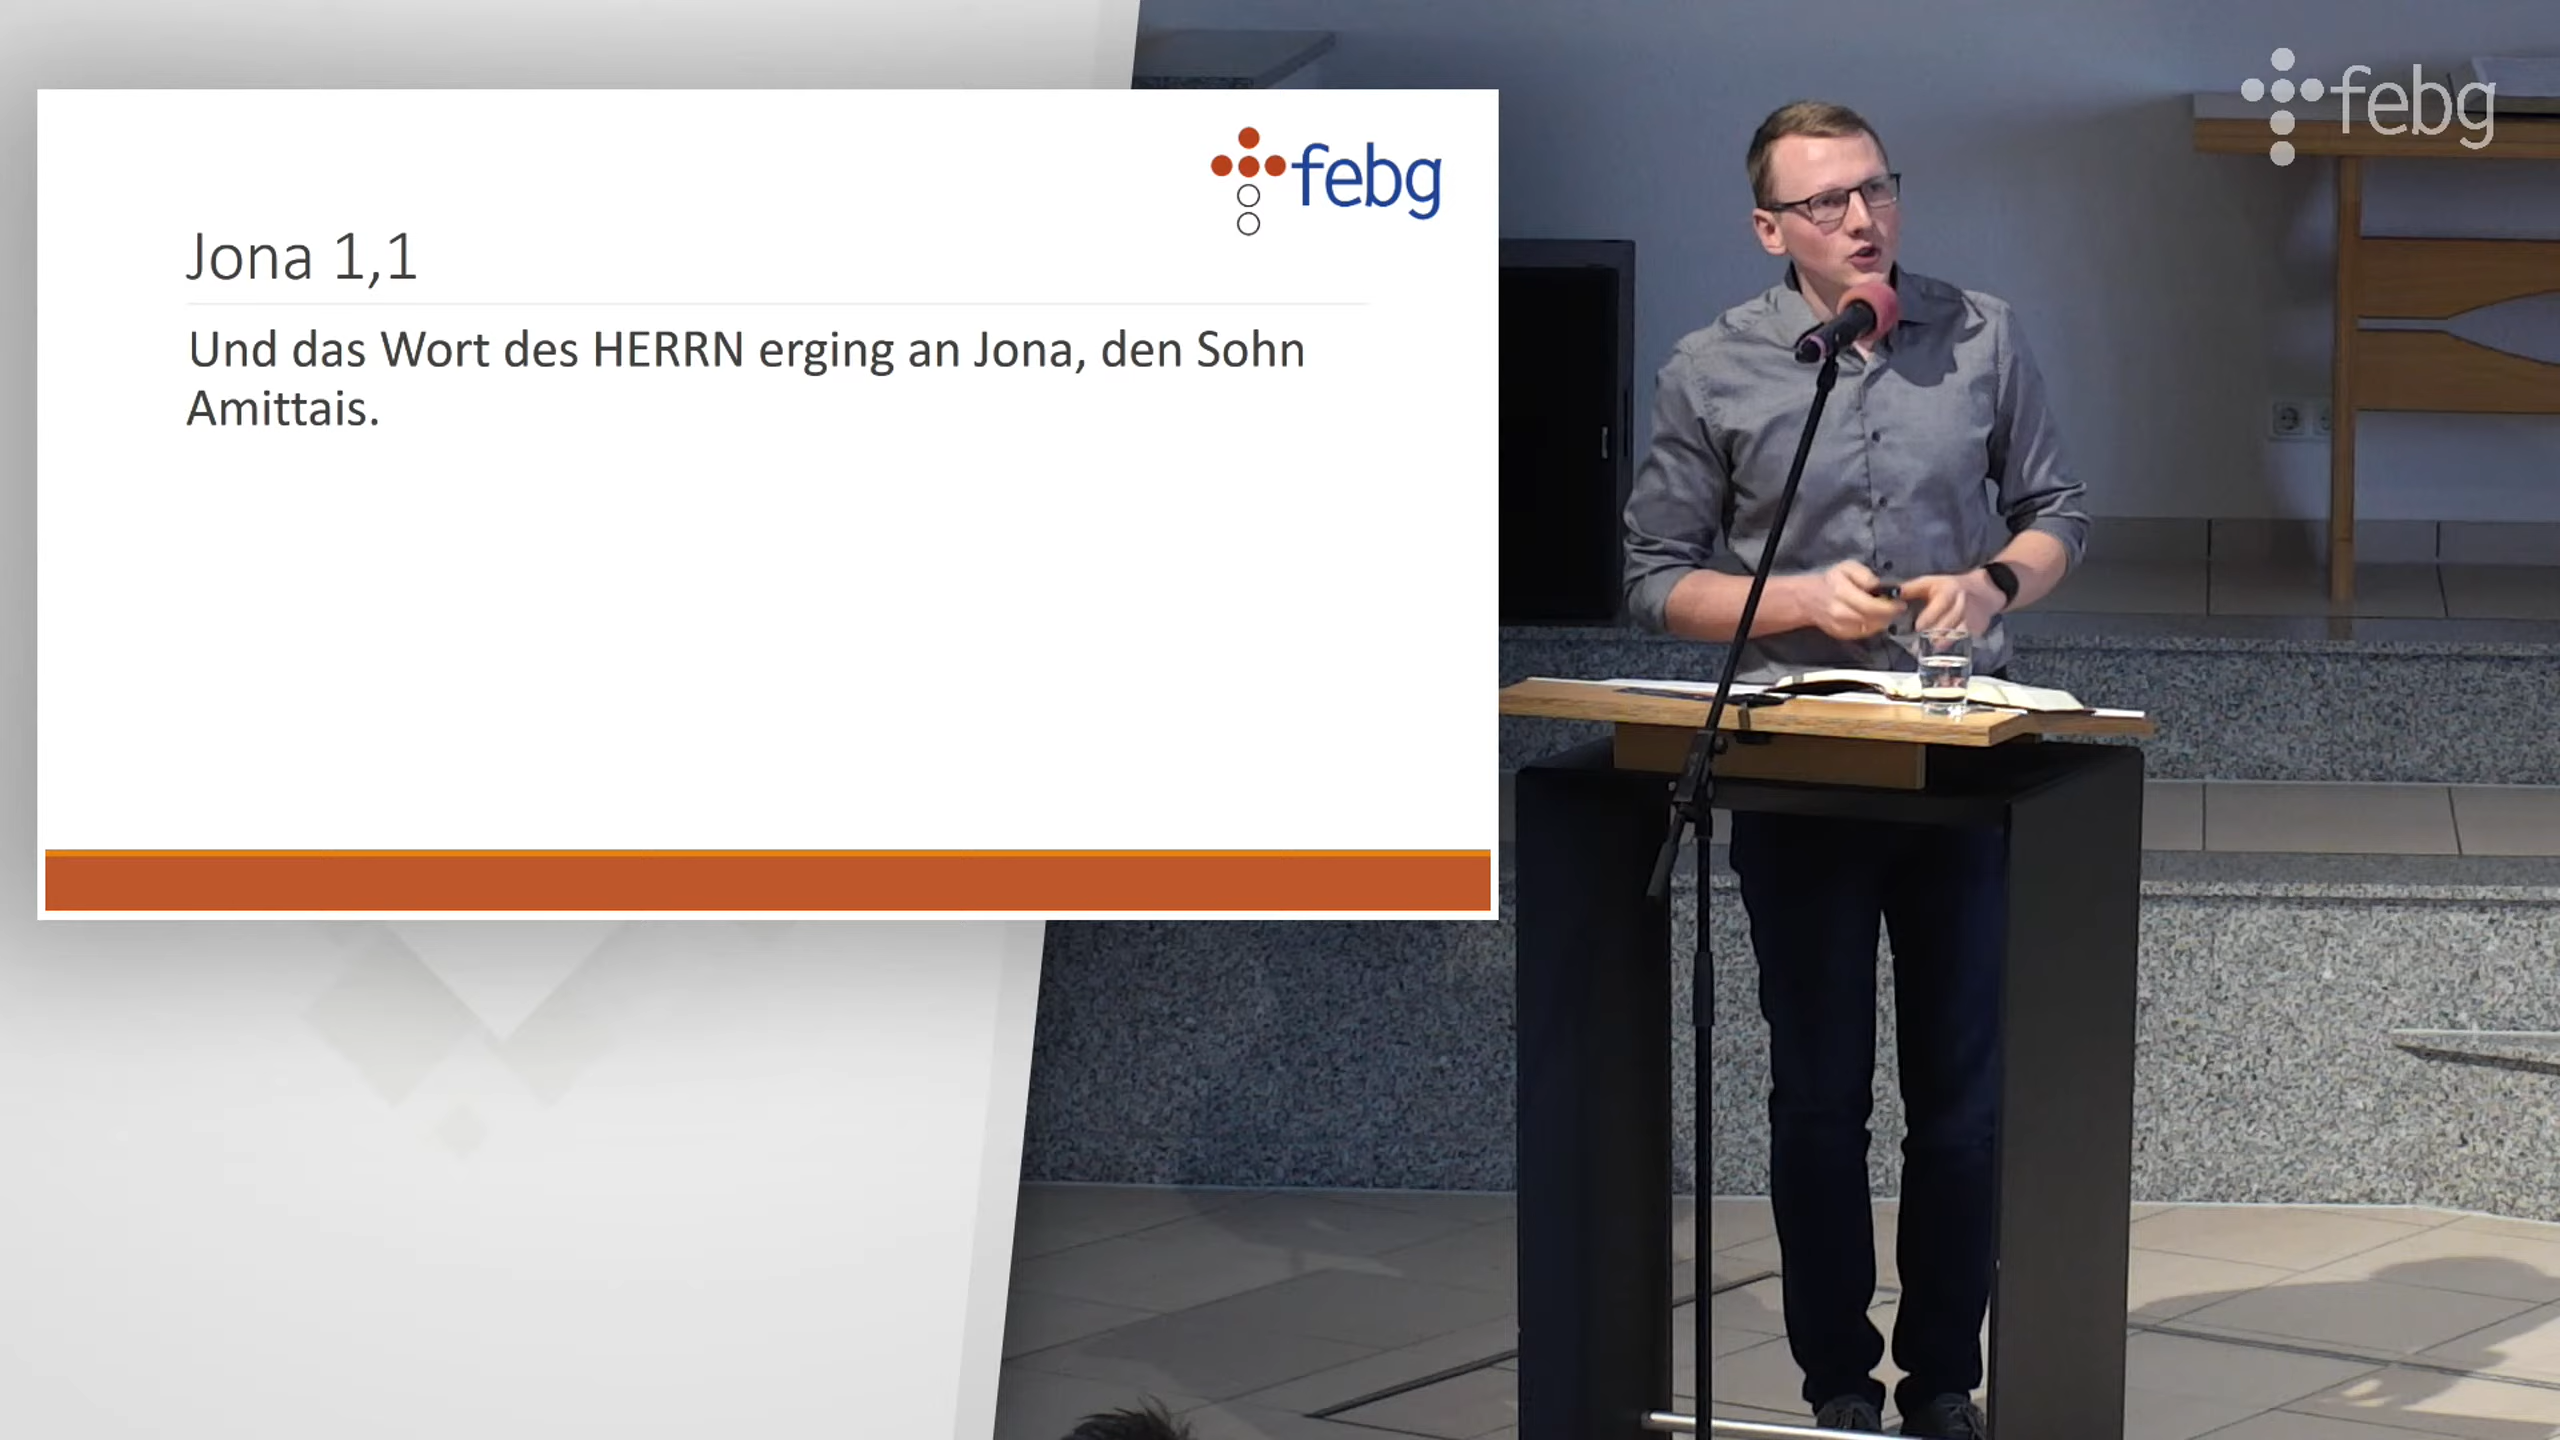 febg
Jona 1,1
Und das Wort des HERRN erging an Jona, den Sohn
Amittais.
febg